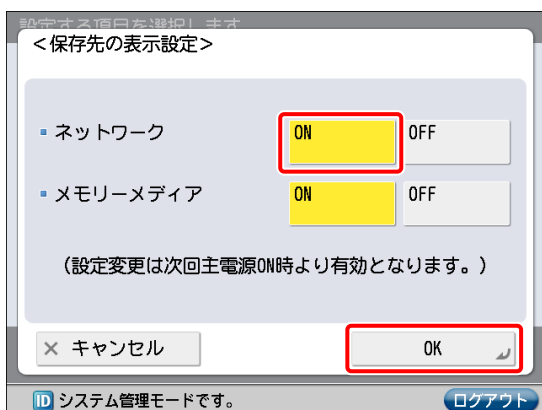 設定する項目を選択します
<保存先の表示設定>
ネットワーク ON OFF
メモリーメディア ON OFF
(設定変更は次回主電源ON時より有効となります。)
× キャンセル OK
ID システム管理モードです。 ログアウト